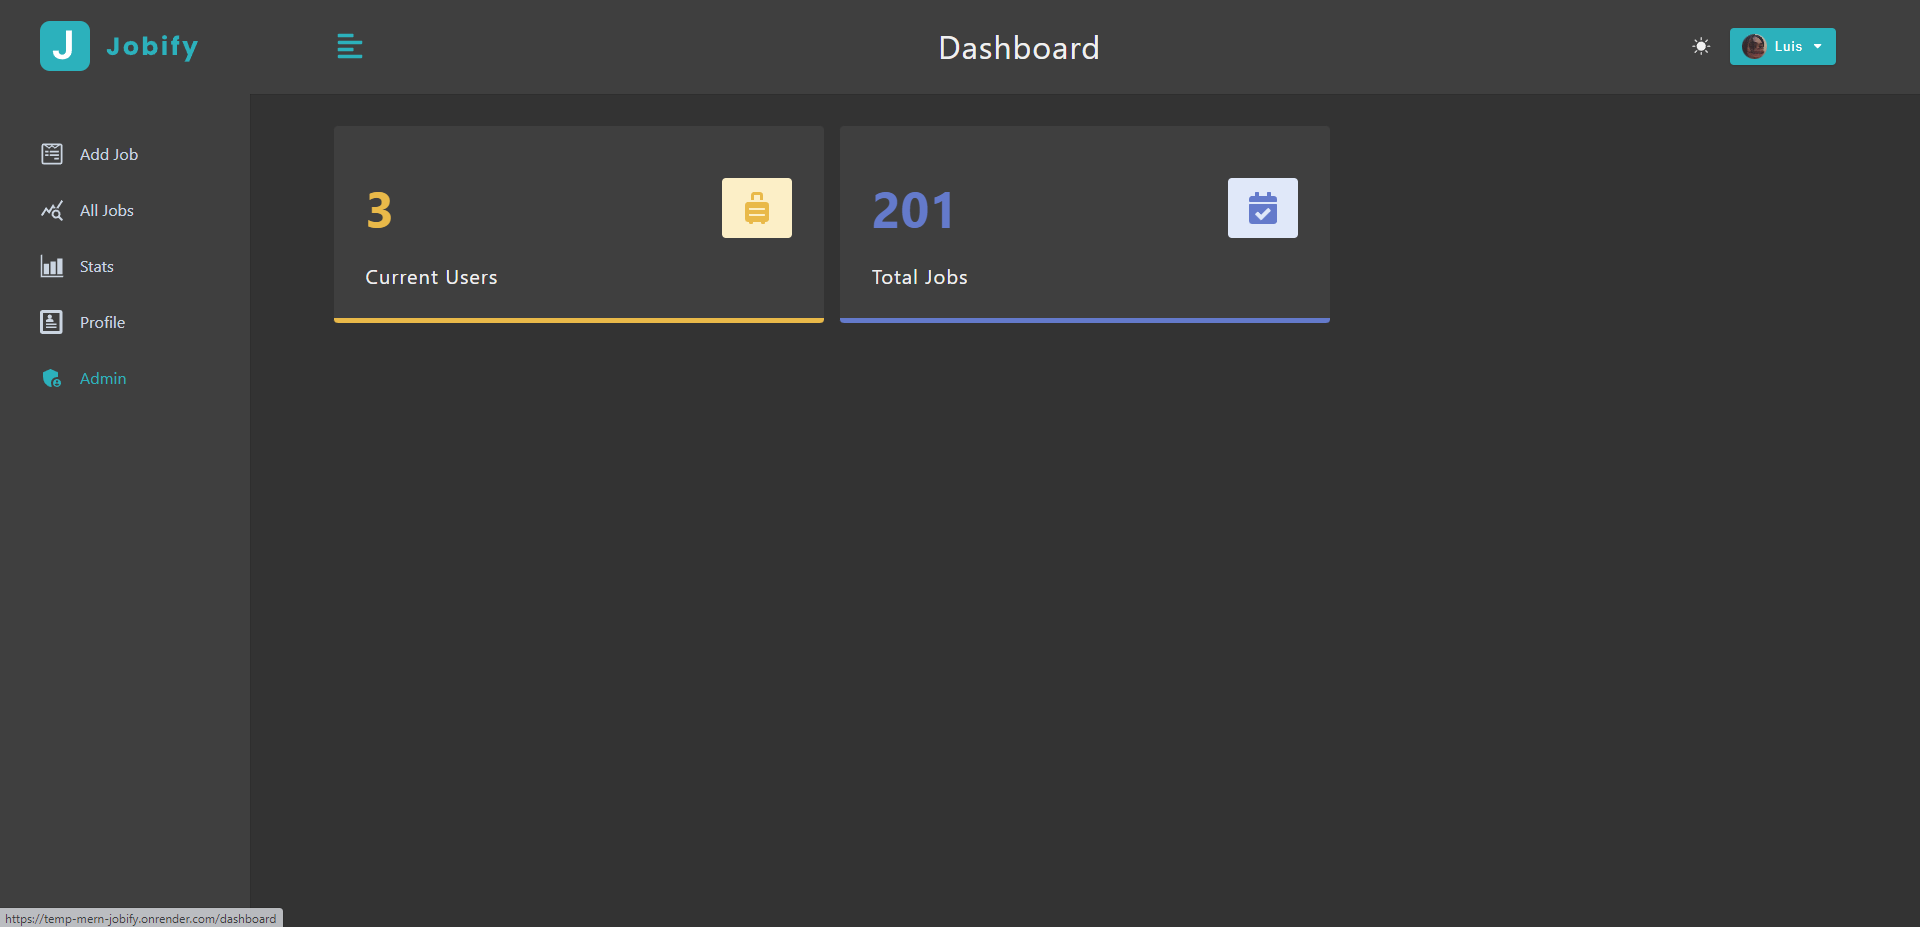 J Jobify
Dashboard
Luis
Add Job
All Jobs
Stats
Profile
Admin
3
Current Users
201
Total Jobs
https://temp-mern-jobify.onrender.com/dashboard